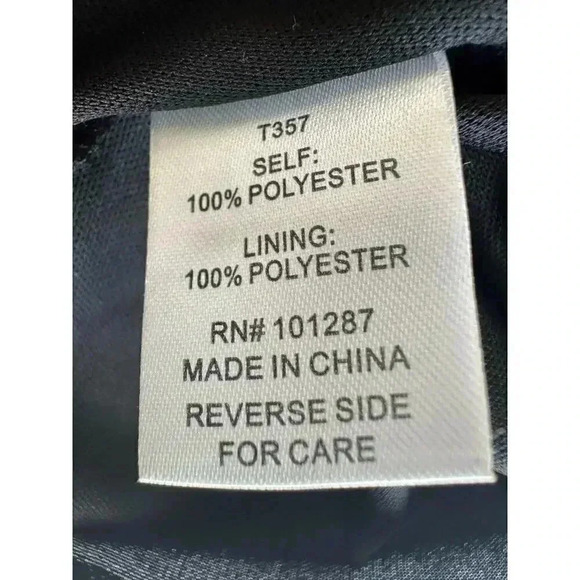 T357
SELF:
100% POLYESTER
LINING:
100% POLYESTER
RN# 101287
MADE IN CHINA
REVERSE SIDE
FOR CARE